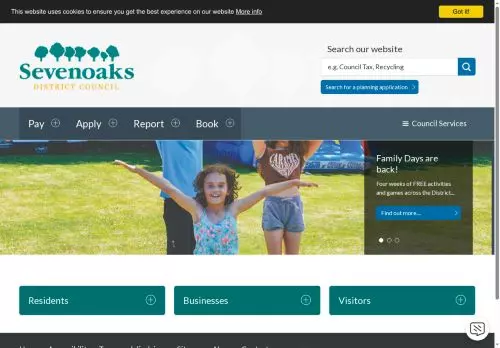 This website uses cookies to ensure you get the best experience on our website More info
Got it!
Sevenoaks
DISTRICT COUNCIL
Search our website
e.g. Council Tax, Recycling
Search for a planning application
Pay
Apply
Report
Book
Council Services
Family Days are
back!
Four weeks of FREE activities
and games across the District...
Find out more...
Residents
Businesses
Visitors